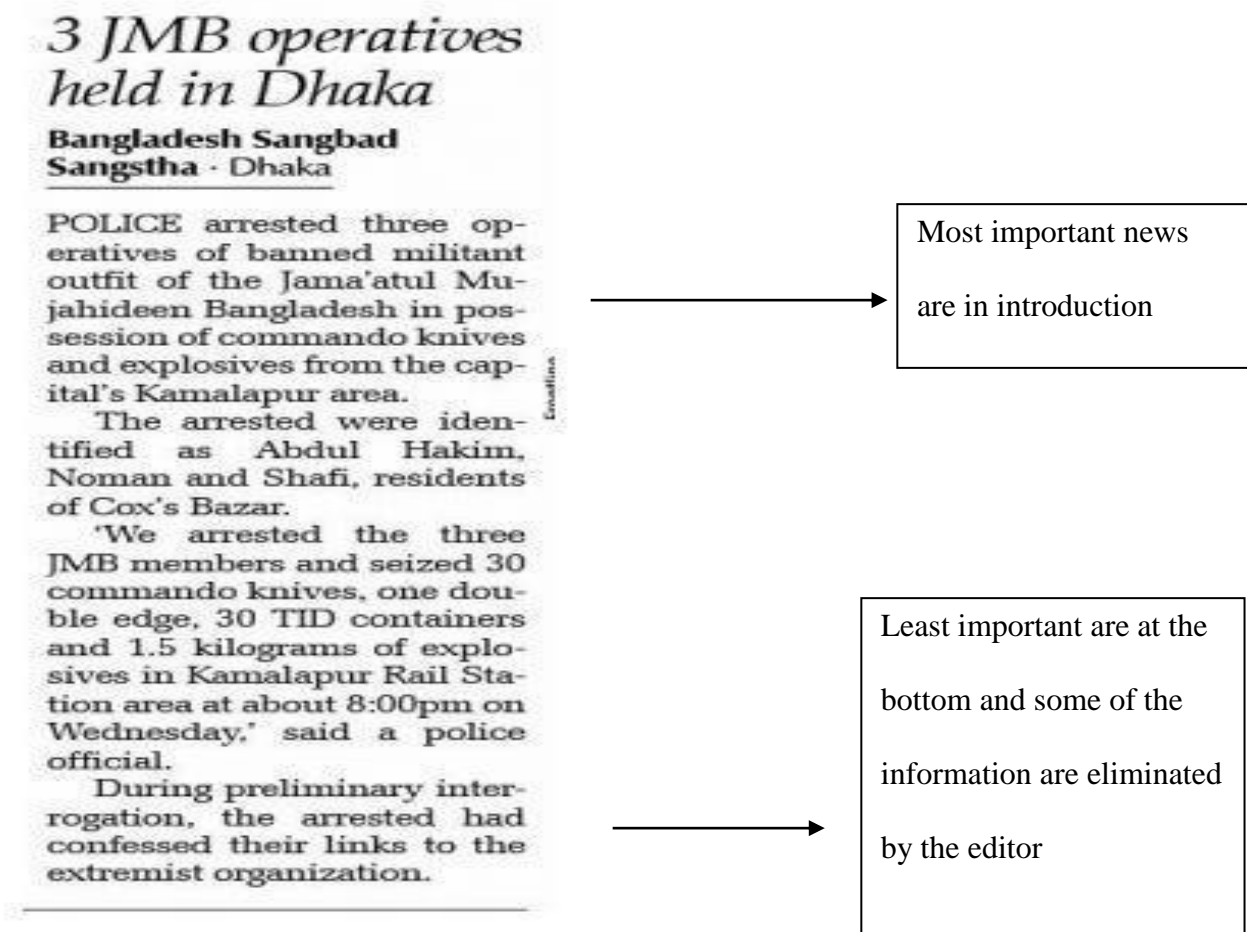 3 JMB operatives
held in Dhaka
Bangladesh Sangbad
Sangstha · Dhaka
POLICE arrested three op-
eratives of banned militant
outfit of the Jama'atul Mu-
jahideen Bangladesh in pos-
session of commando knives
and explosives from the cap-
ital's Kamalapur area.
The arrested were iden-
tified as Abdul Hakim,
Noman and Shafi, residents
of Cox's Bazar.
'We arrested the three
JMB members and seized 30
commando knives, one dou-
ble edge, 30 TID containers
and 1.5 kilograms of explo-
sives in Kamalapur Rail Sta-
tion area at about 8:00pm on
Wednesday,' said a police
official.
During preliminary inter-
rogation, the arrested had
confessed their links to the
extremist organization.
Most important news
are in introduction
Least important are at the
bottom and some of the
information are eliminated
by the editor